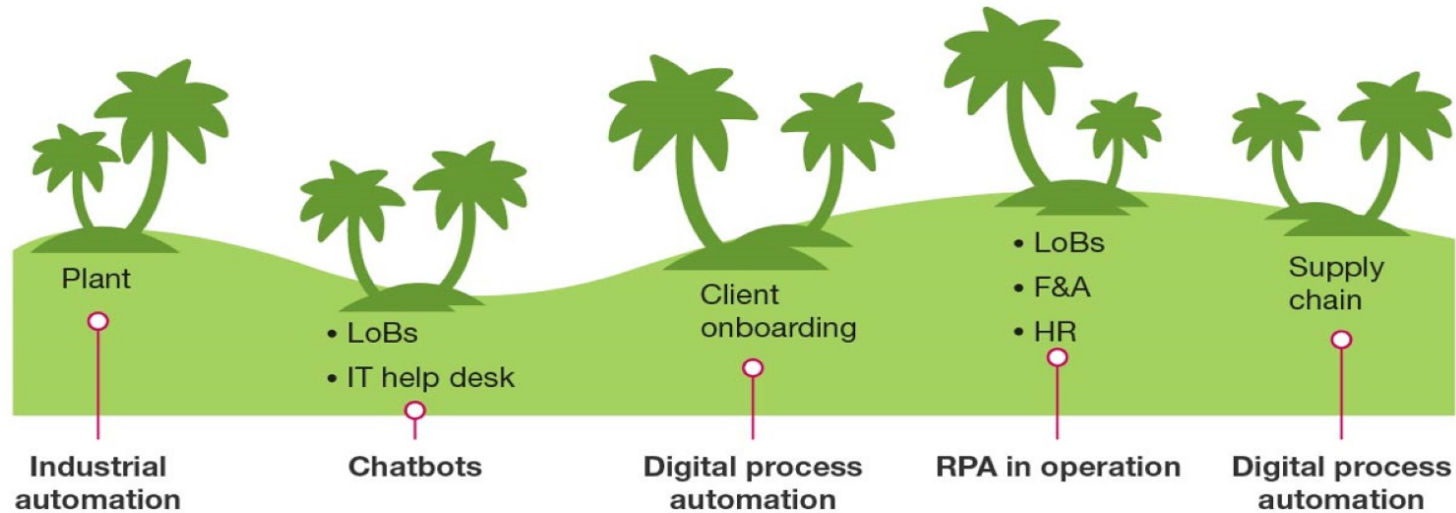 Plant
• LoBs
• IT help desk
Client
onboarding
• LoBs
• F&A
• HR
Supply
chain
Industrial
automation
Chatbots
Digital process
automation
RPA in operation
Digital process
automation